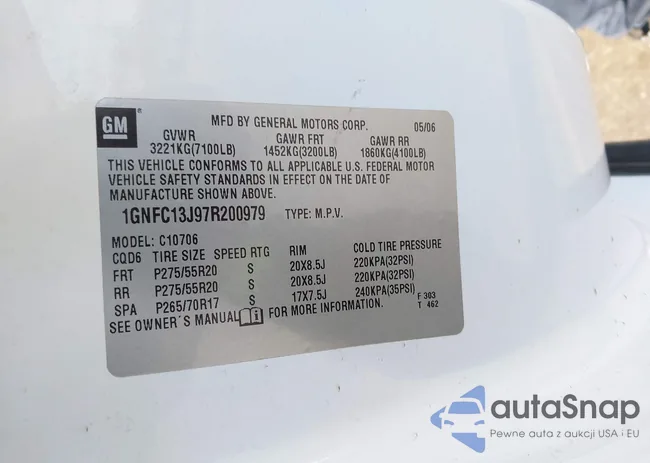 GM
MFD BY GENERAL MOTORS CORP. 05/06
GVWR GAWR FRT GAWR RR
3221KG(7100LB) 1452KG(3200LB) 1860KG(4100LB)
THIS VEHICLE CONFORMS TO ALL APPLICABLE U.S. FEDERAL MOTOR
VEHICLE SAFETY STANDARDS IN EFFECT ON THE DATE OF
MANUFACTURE SHOWN ABOVE.
1GNFC13J97R200979 TYPE: M.P.V.
MODEL: C10706
CQD6 TIRE SIZE SPEED RTG RIM COLD TIRE PRESSURE
FRT P275/55R20 S 20X8.5J 220KPA(32PSI)
RR P275/55R20 S 20X8.5J 220KPA(32PSI)
SPA P265/70R17 S 17X7.5J 240KPA(35PSI)
SEE OWNER'S MANUAL i FOR MORE INFORMATION.
F 303
T 462
autaSnap
Pewne auta z aukcji USA i EU